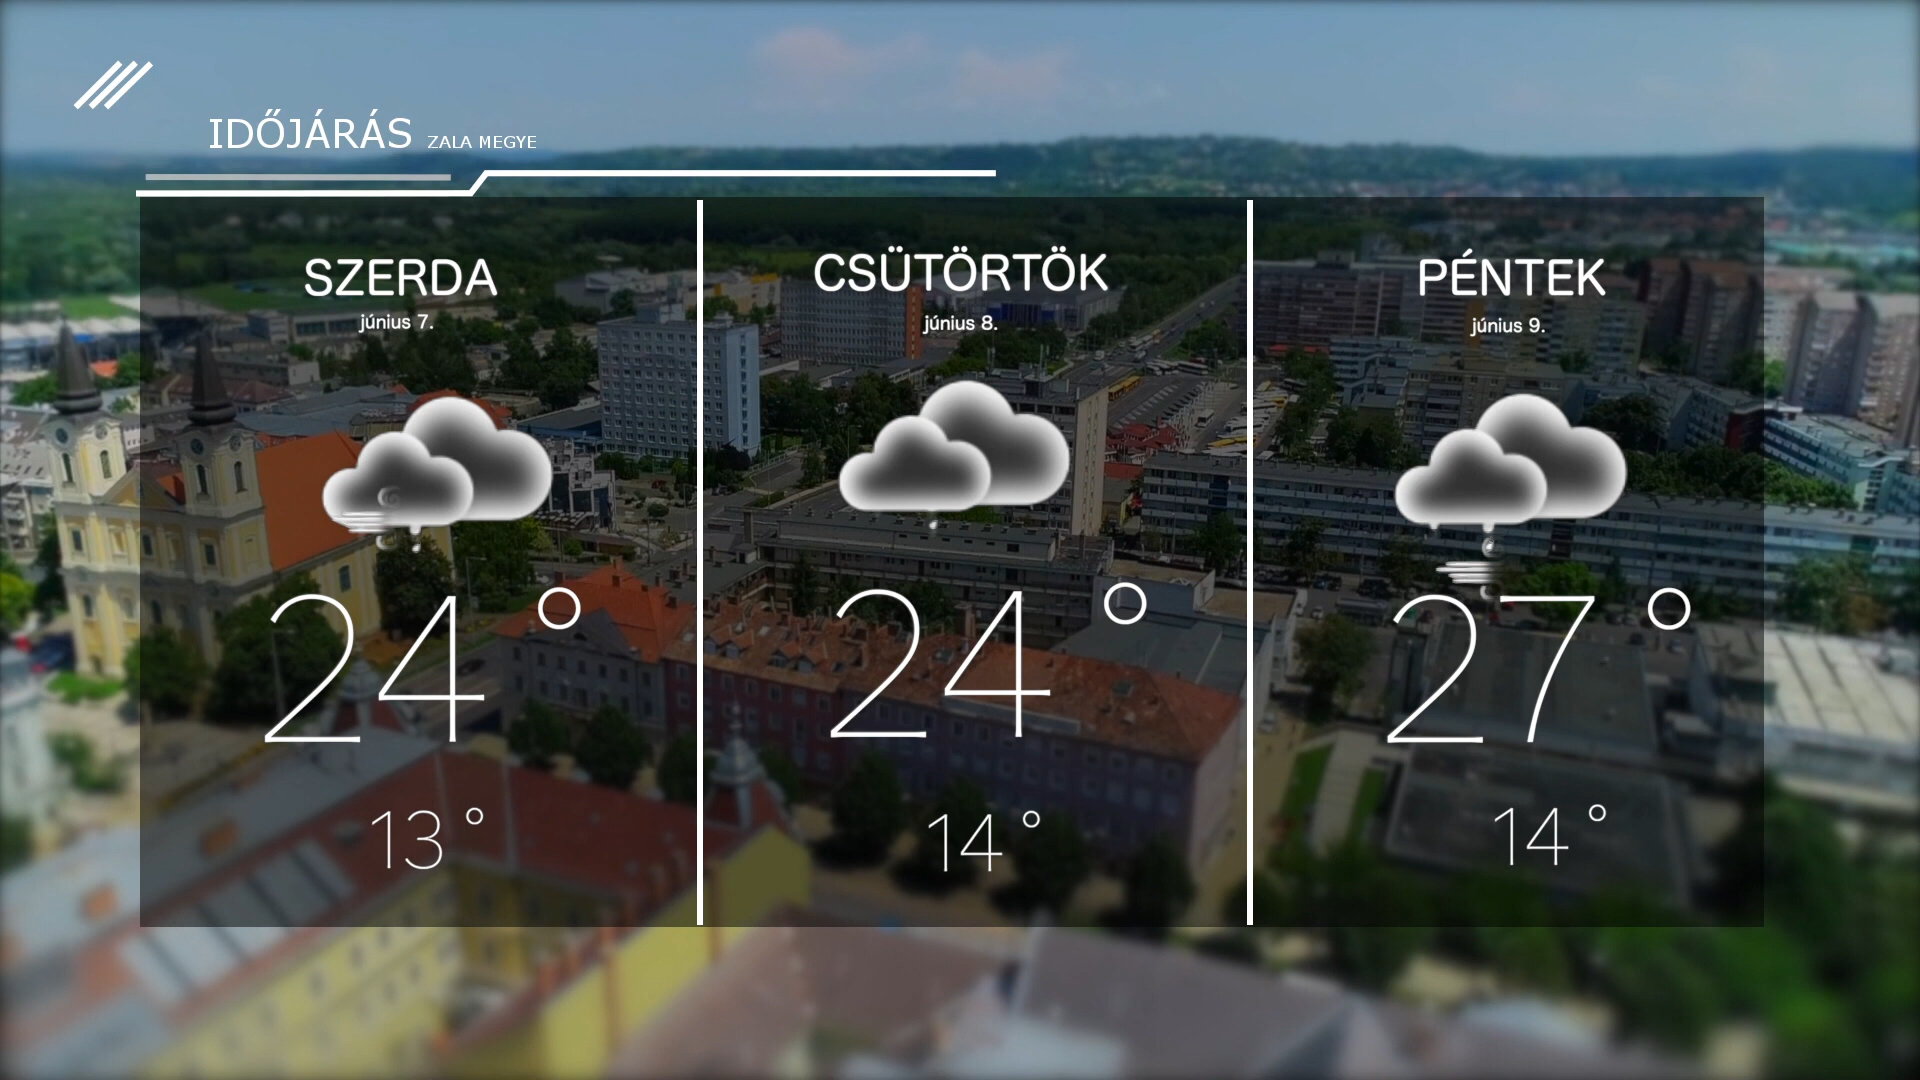 IDŐJÁRÁS ZALA MEGYE
SZERDA
június 7.
24 °
13 °
CSÜTÖRTÖK
június 8.
24 °
14 °
PÉNTEK
június 9.
27 °
14 °